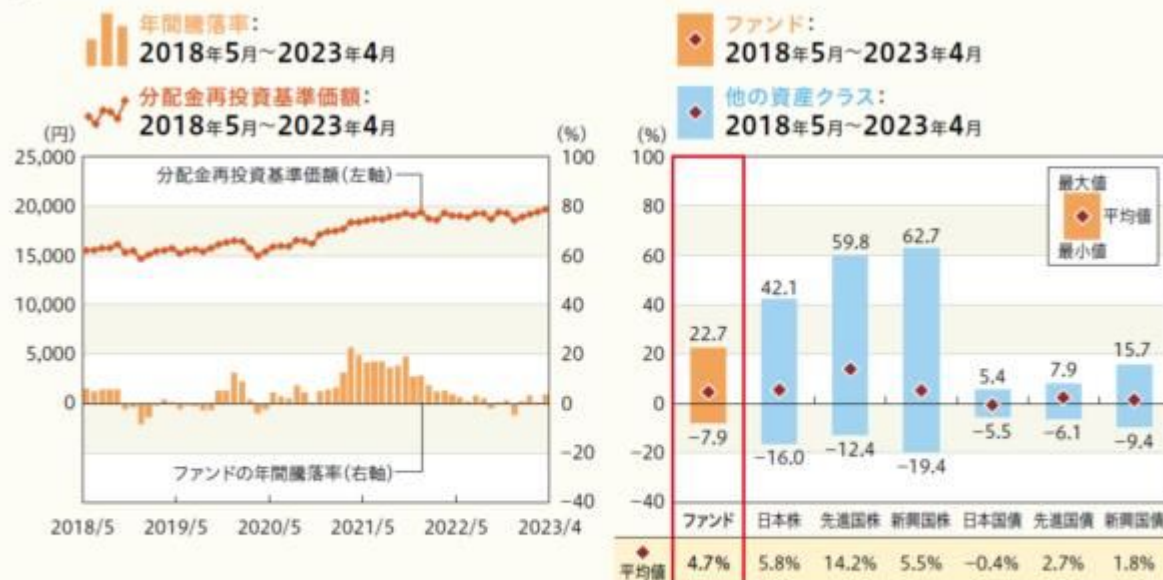 年間騰落率:
2018年5月～2023年4月
分配金再投資基準価額:
2018年5月～2023年4月
(円)
(%)
25,000
20,000
15,000
10,000
5,000
0
100
80
60
40
20
0
−20
−40
分配金再投資基準価額(左軸)
ファンドの年間騰落率(右軸)
2018/5 2019/5 2020/5 2021/5 2022/5 2023/4
ファンド:
2018年5月～2023年4月
他の資産クラス:
2018年5月～2023年4月
(%)
100
80
60
40
20
0
−20
−40
最大値
平均値
最小値
22.7 42.1 59.8 62.7 5.4 7.9 15.7
−7.9 −16.0 −12.4 −19.4 −5.5 −6.1 −9.4
ファンド 日本株 先進国株 新興国株 日本国債 先進国債 新興国債
平均値 4.7% 5.8% 14.2% 5.5% −0.4% 2.7% 1.8%